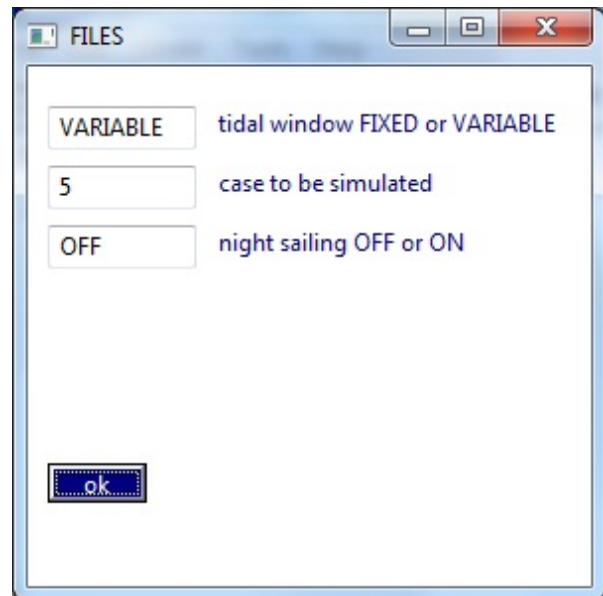 FILES
VARIABLE tidal window FIXED or VARIABLE
5 case to be simulated
OFF night sailing OFF or ON
ok